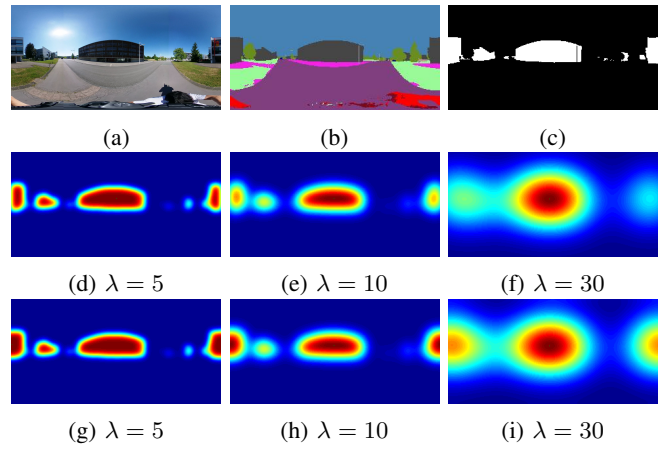 (a) (b) (c)
(d) λ = 5 (e) λ = 10 (f) λ = 30
(g) λ = 5 (h) λ = 10 (i) λ = 30